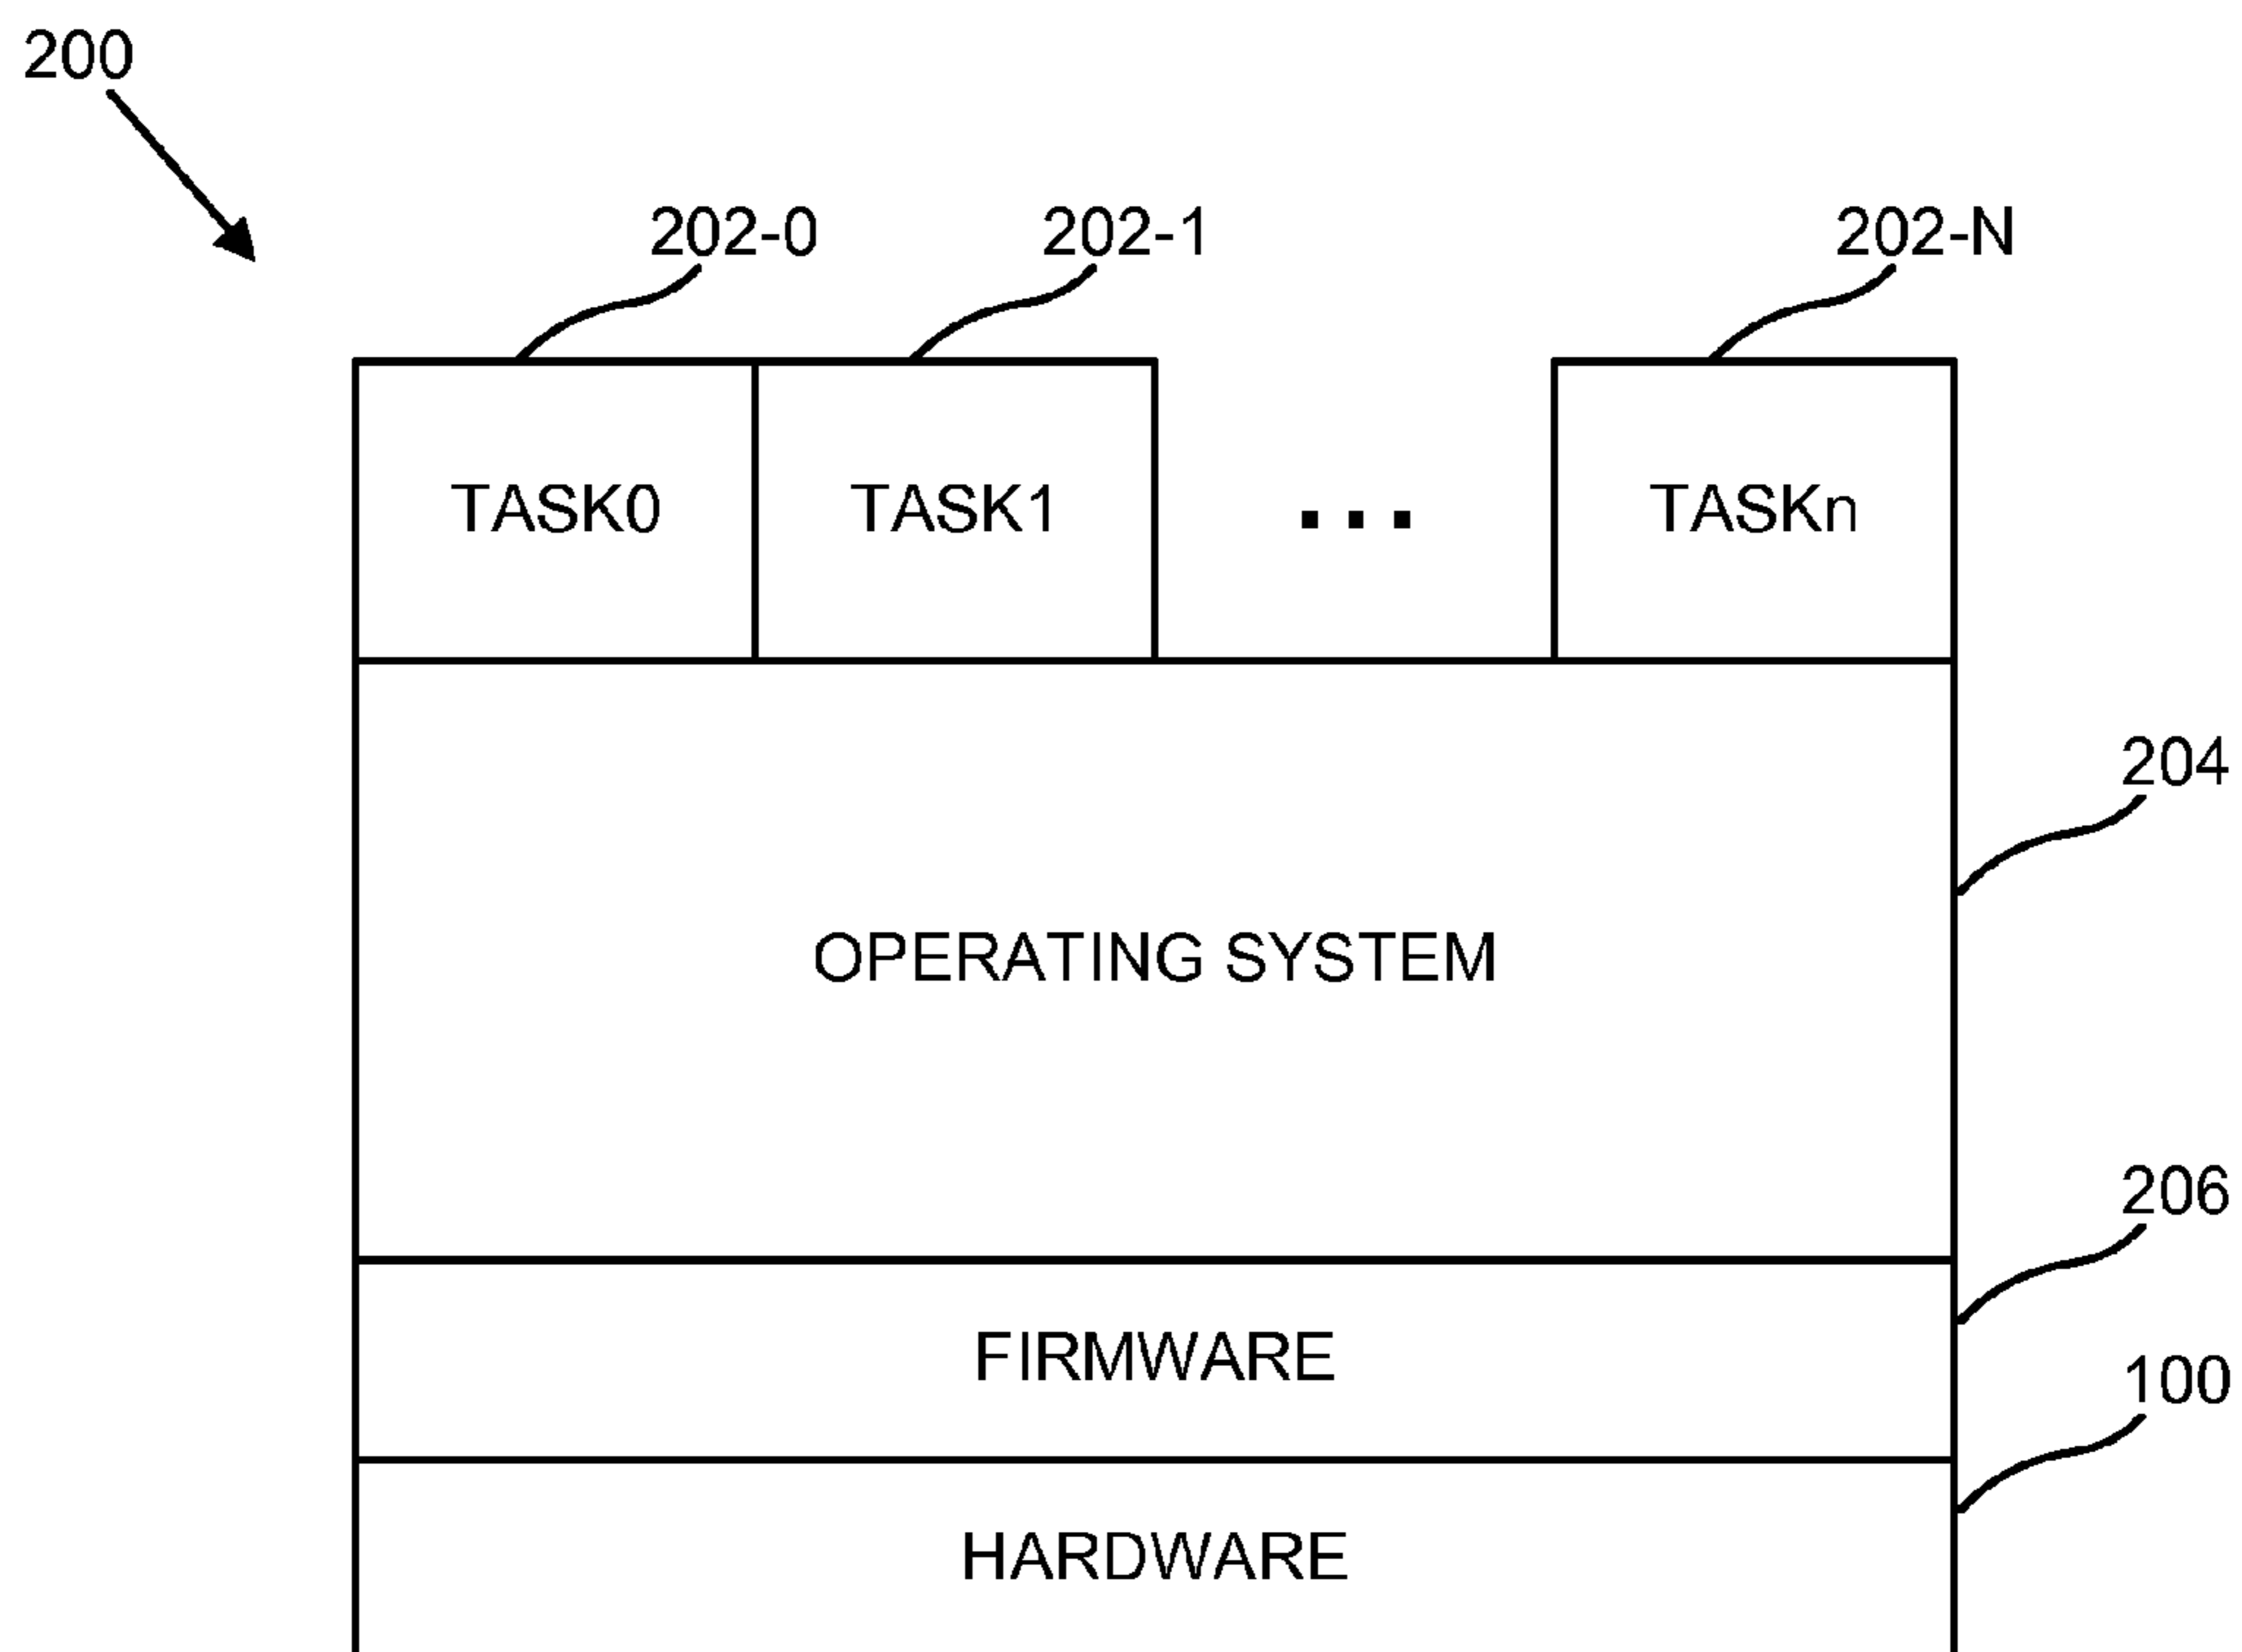 200
202-0 202-1 202-N
TASK0 TASK1 ... TASKn
204
OPERATING SYSTEM
206
FIRMWARE
100
HARDWARE